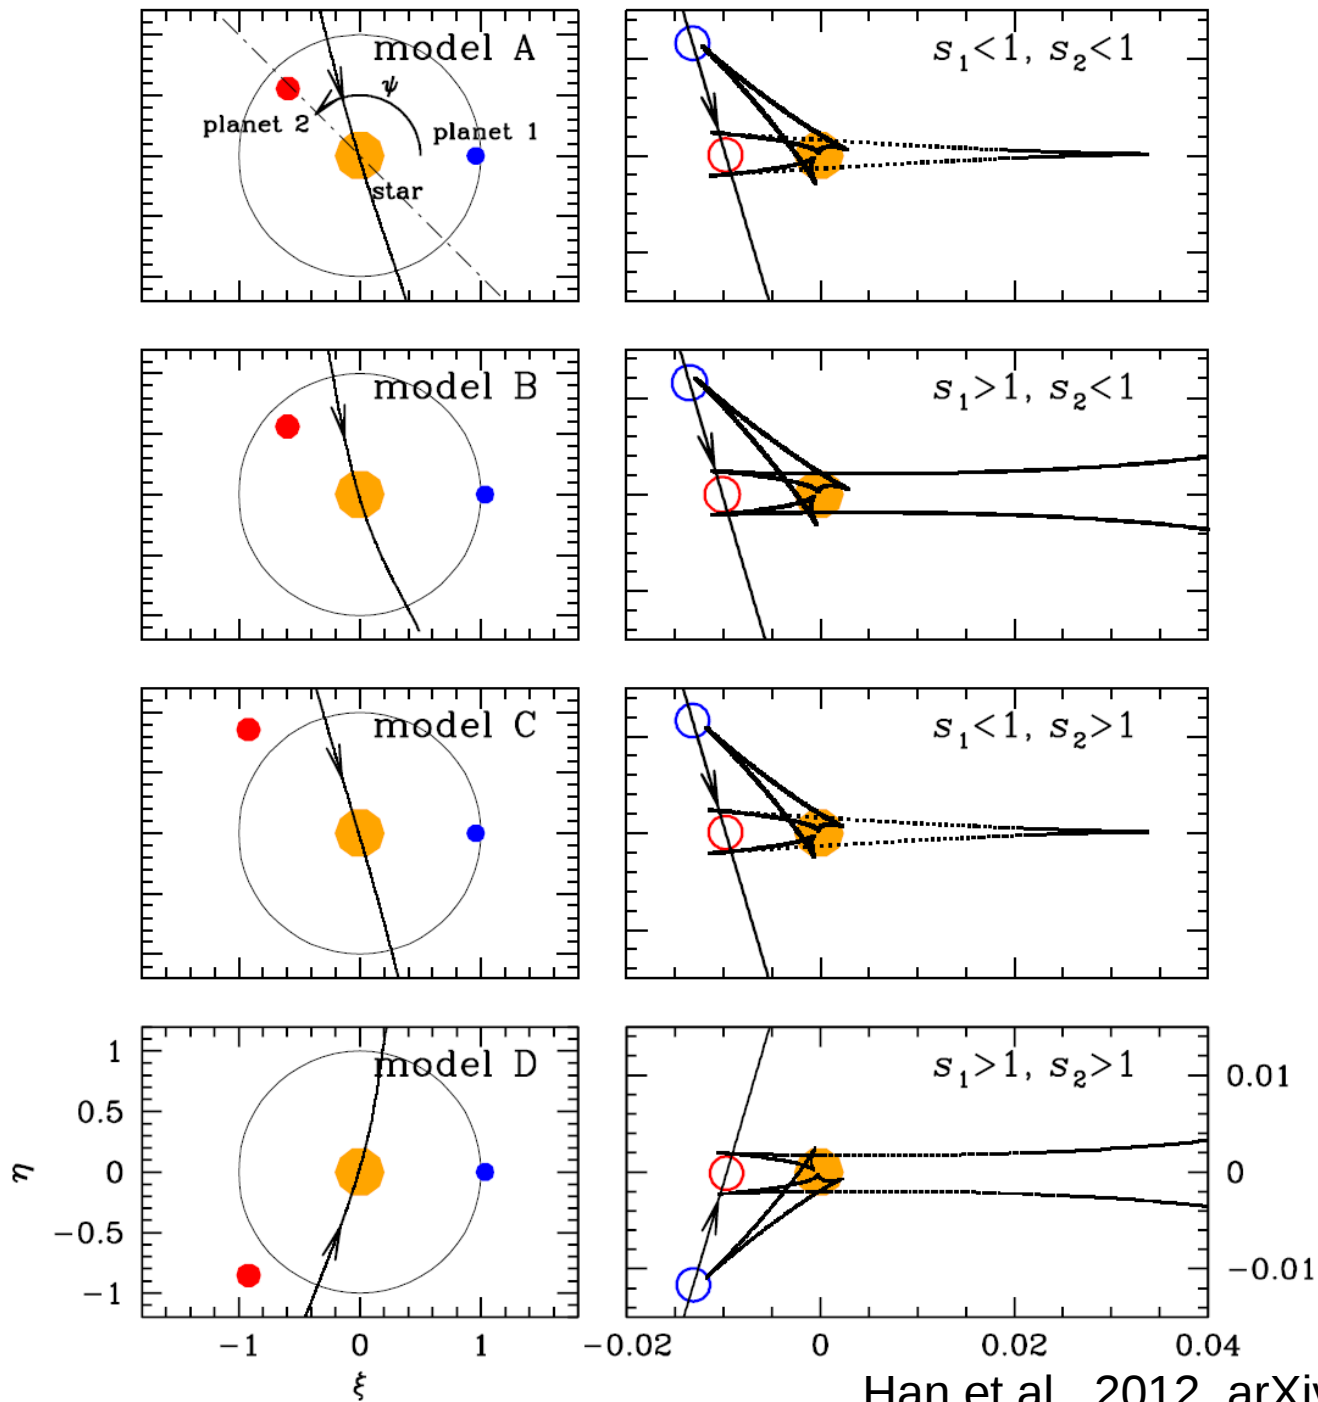 model A
ψ
planet 2
planet 1
star
s₁<1, s₂<1
model B
s₁>1, s₂<1
model C
s₁<1, s₂>1
model D
s₁>1, s₂>1
1
0.5
0
−0.5
−1
η
0.01
0
−0.01
−1
0
1
ξ
−0.02
0
0.02
0.04
Han et al., 2012, arXiv